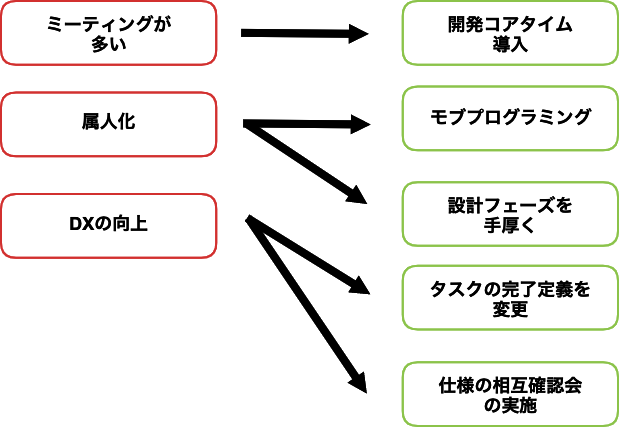 ミーティングが
多い
開発コアタイム
導入
属人化
モブプログラミング
DXの向上
設計フェーズを
手厚く
タスクの完了定義を
変更
仕様の相互確認会
の実施